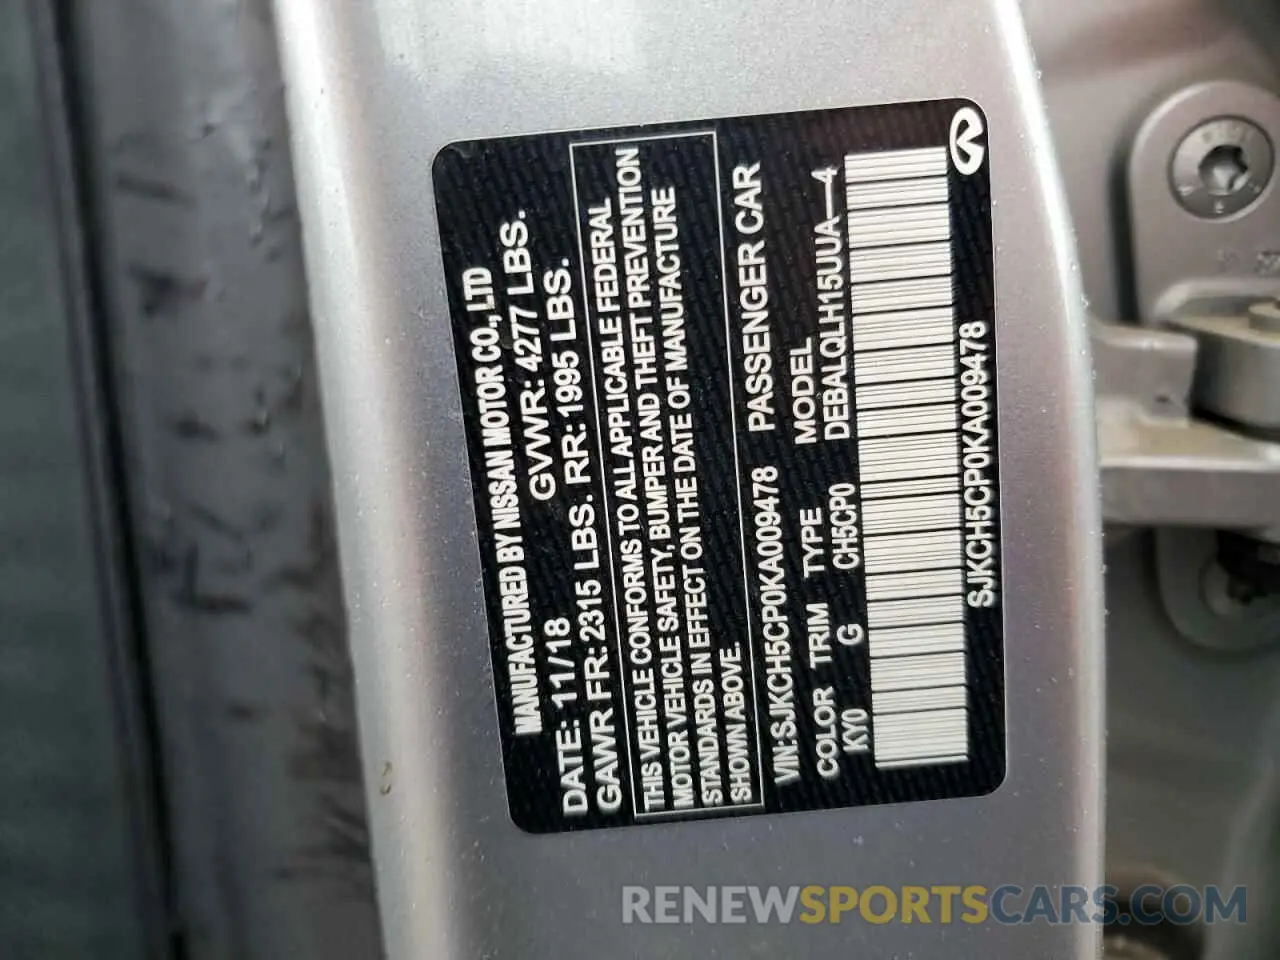 MANUFACTURED BY NISSAN MOTOR CO., LTD
DATE: 11/18 GVWR: 4277 LBS.
GAWR FR: 2315 LBS. RR: 1995 LBS.
THIS VEHICLE CONFORMS TO ALL APPLICABLE FEDERAL
MOTOR VEHICLE SAFETY, BUMPER AND THEFT PREVENTION
STANDARDS IN EFFECT ON THE DATE OF MANUFACTURE
SHOWN ABOVE.
VIN: SJKCH5CP0KA009478 PASSENGER CAR
COLOR TRIM TYPE MODEL
KY0 G CH5CP0 DEBALQLH15UUA—4
SJKCH5CP0KA009478
RENEWSPORTSCARS.COM